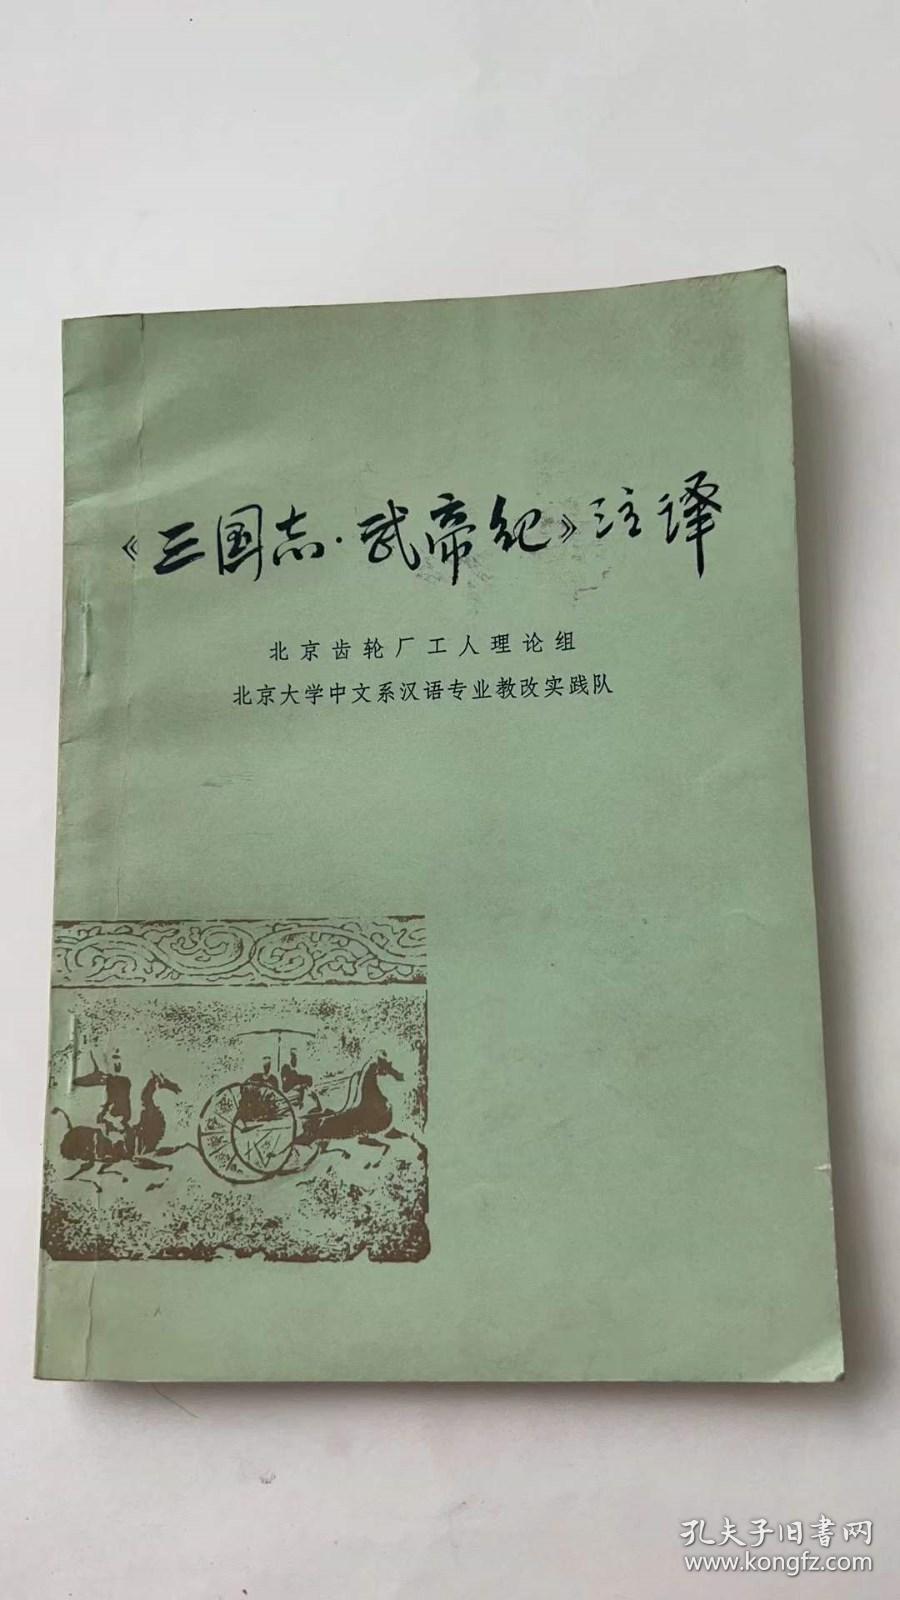 《三国志·武帝纪》注译
北京齿轮厂工人理论组
北京大学中文系汉语专业教改实践队
孔夫子旧书网
www.kongfz.com